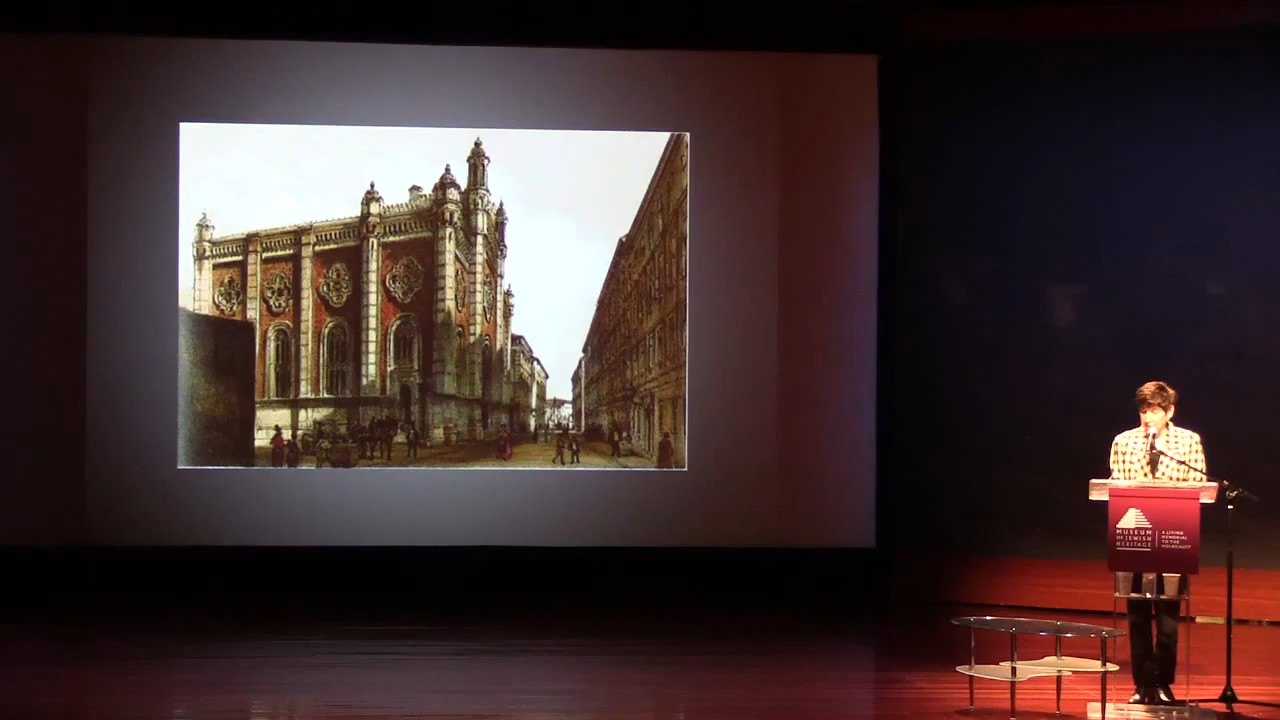 MUSEUM
OF JEWISH
HERITAGE
A LIVING
MEMORIAL
TO THE
HOLOCAUST